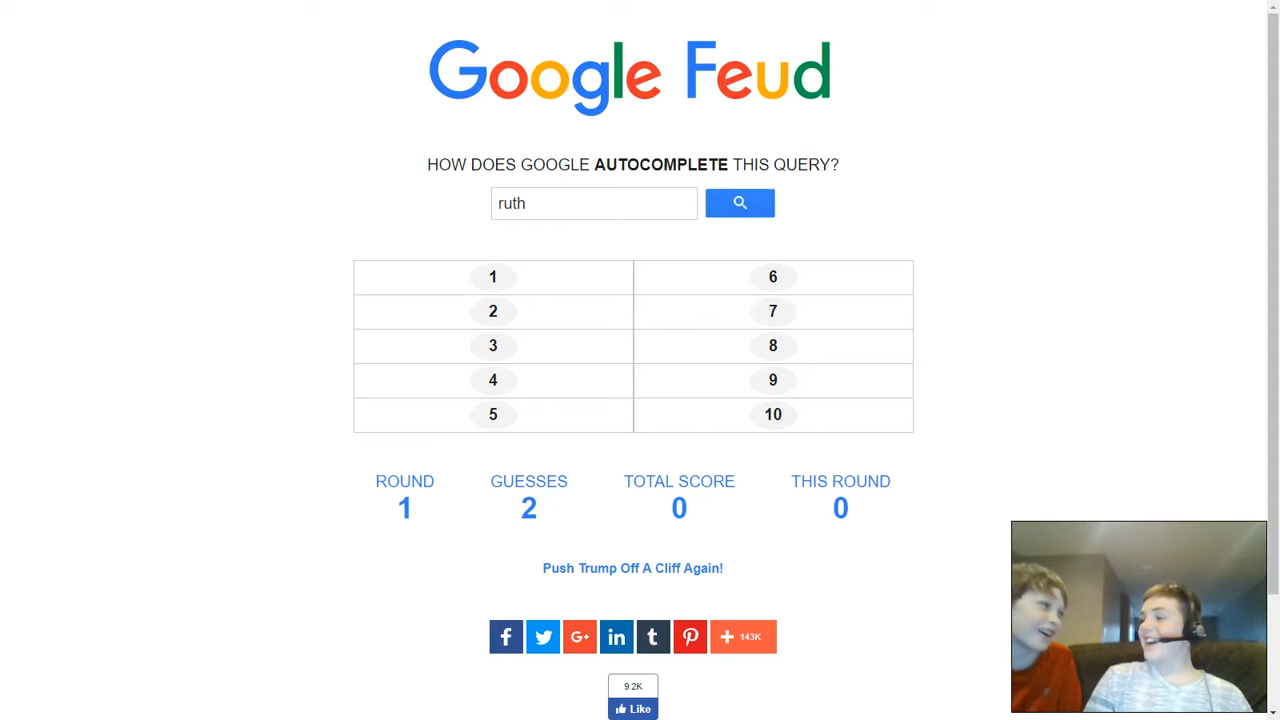 Google Feud
HOW DOES GOOGLE AUTOCOMPLETE THIS QUERY?
ruth
1 6
2 7
3 8
4 9
5 10
ROUND GUESSES TOTAL SCORE THIS ROUND
1 2 0 0
Push Trump Off A Cliff Again!
f G+ in t 143K
9.2K
Like